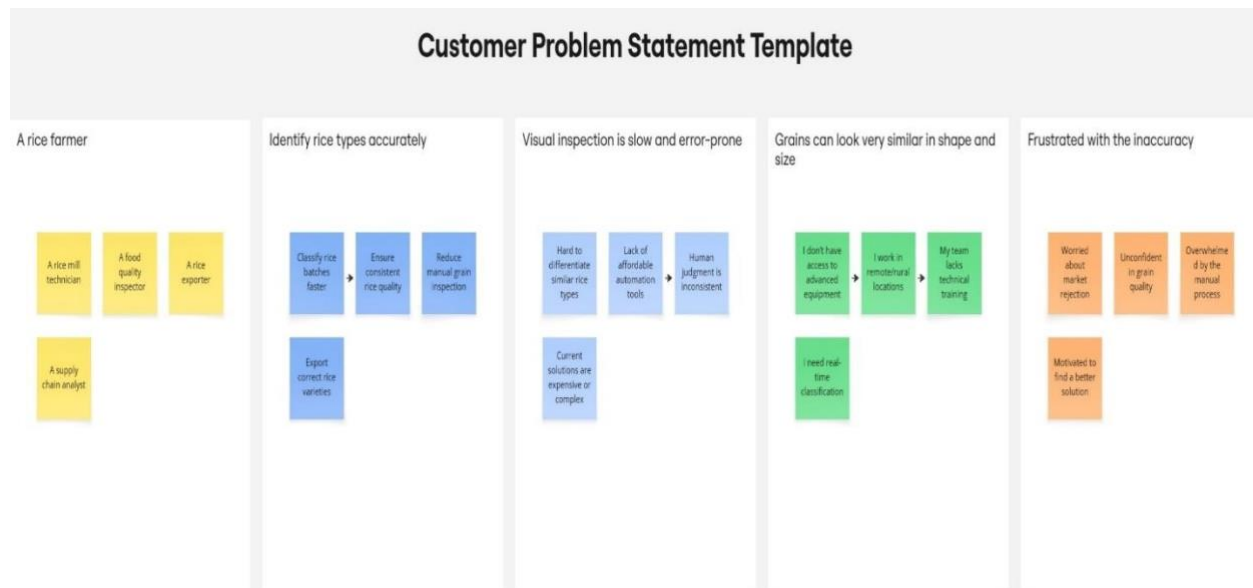 Customer Problem Statement Template
A rice farmer
A rice mill
technician
A food
quality
inspector
A rice
exporter
A supply
chain analyst
Identify rice types accurately
Classify rice
batches
faster
Ensure
consistent
rice quality
Reduce
manual grain
inspection
Export
correct rice
varieties
Visual inspection is slow and error-prone
Hard to
differentiate
similar rice
types
Lack of
affordable
automation
tools
Human
judgment is
inconsistent
Current
solutions are
expensive or
complex
Grains can look very similar in shape and
size
I don't have
access to
advanced
equipment
I work in
remote/rural
locations
My team
lacks
technical
training
I need real-
time
classification
Frustrated with the inaccuracy
Worried
about
market
rejection
Unconfident
in grain
quality
Overwhelme
d by the
manual
process
Motivated to
find a better
solution